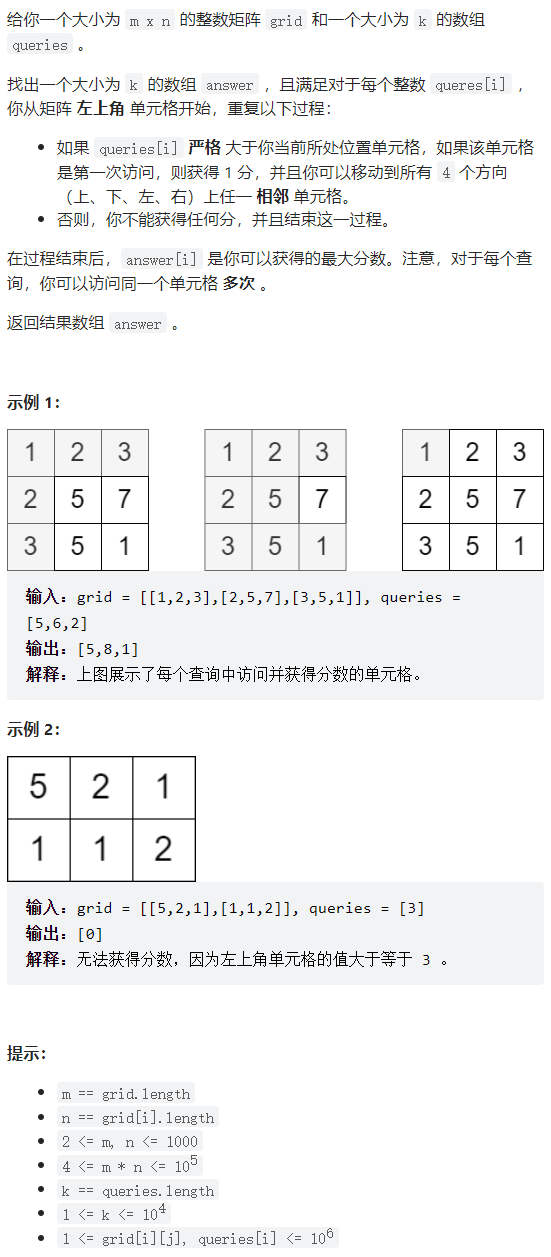 给你一个大小为 m x n 的整数矩阵 grid 和一个大小为 k 的数组
queries 。
找出一个大小为 k 的数组 answer ，且满足对于每个整数 queres[i] ，
你从矩阵 左上角 单元格开始，重复以下过程：
• 如果 queries[i] 严格 大于你当前所处位置单元格，如果该单元格
是第一次访问，则获得 1 分，并且你可以移动到所有 4 个方向
（上、下、左、右）上任一 相邻 单元格。
• 否则，你不能获得任何分，并且结束这一过程。
在过程结束后，answer[i] 是你可以获得的最大分数。注意，对于每个查
询，你可以访问同一个单元格 多次 。
返回结果数组 answer 。
示例 1：
1 2 3 1 2 3 1 2 3
2 5 7 2 5 7 2 5 7
3 5 1 3 5 1 3 5 1
输入：grid = [[1,2,3],[2,5,7],[3,5,1]], queries =
[5,6,2]
输出：[5,8,1]
解释：上图展示了每个查询中访问并获得分数的单元格。
示例 2：
5 2 1
1 1 2
输入：grid = [[5,2,1],[1,1,2]], queries = [3]
输出：[0]
解释：无法获得分数，因为左上角单元格的值大于等于 3 。
提示：
• m == grid.length
• n == grid[i].length
• 2 <= m, n <= 1000
• 4 <= m * n <= 10^5
• k == queries.length
• 1 <= k <= 10^4
• 1 <= grid[i][j], queries[i] <= 10^6